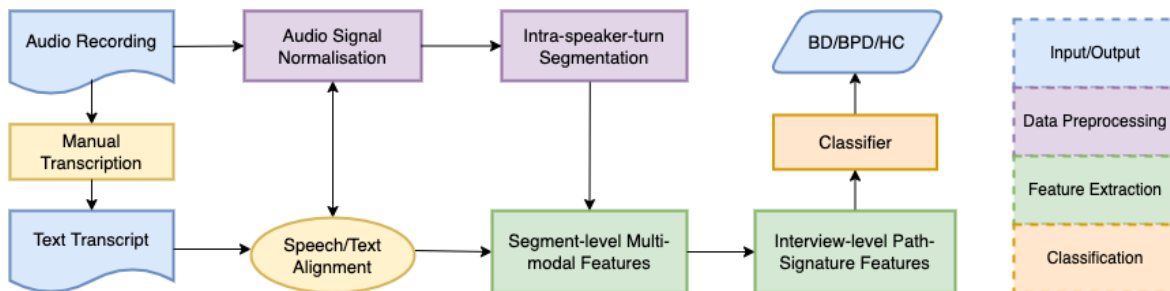 Audio Recording
Audio Signal
Normalisation
Intra-speaker-turn
Segmentation
BD/BPD/HC
Input/Output
Manual
Transcription
Classifier
Data Preprocessing
Text Transcript
Speech/Text
Alignment
Segment-level Multi-
modal Features
Interview-level Path-
Signature Features
Feature Extraction
Classification